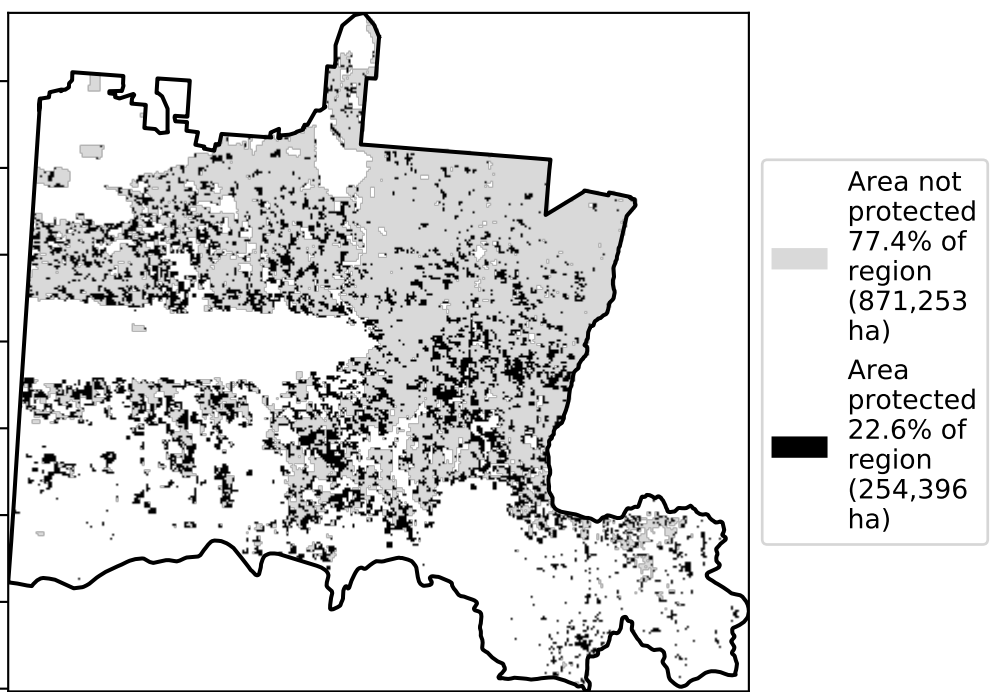 Area not
protected
77.4% of
region
(871,253
ha)
Area
protected
22.6% of
region
(254,396
ha)